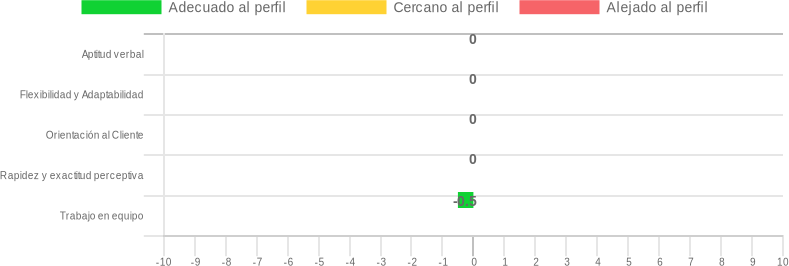 Adecuado al perfil Cercano al perfil Alejado al perfil
0
Aptitud verbal
0
Flexibilidad y Adaptabilidad
0
Orientación al Cliente
0
Rapidez y exactitud perceptiva
-0.5
Trabajo en equipo
-10 -9 -8 -7 -6 -5 -4 -3 -2 -1 0 1 2 3 4 5 6 7 8 9 10